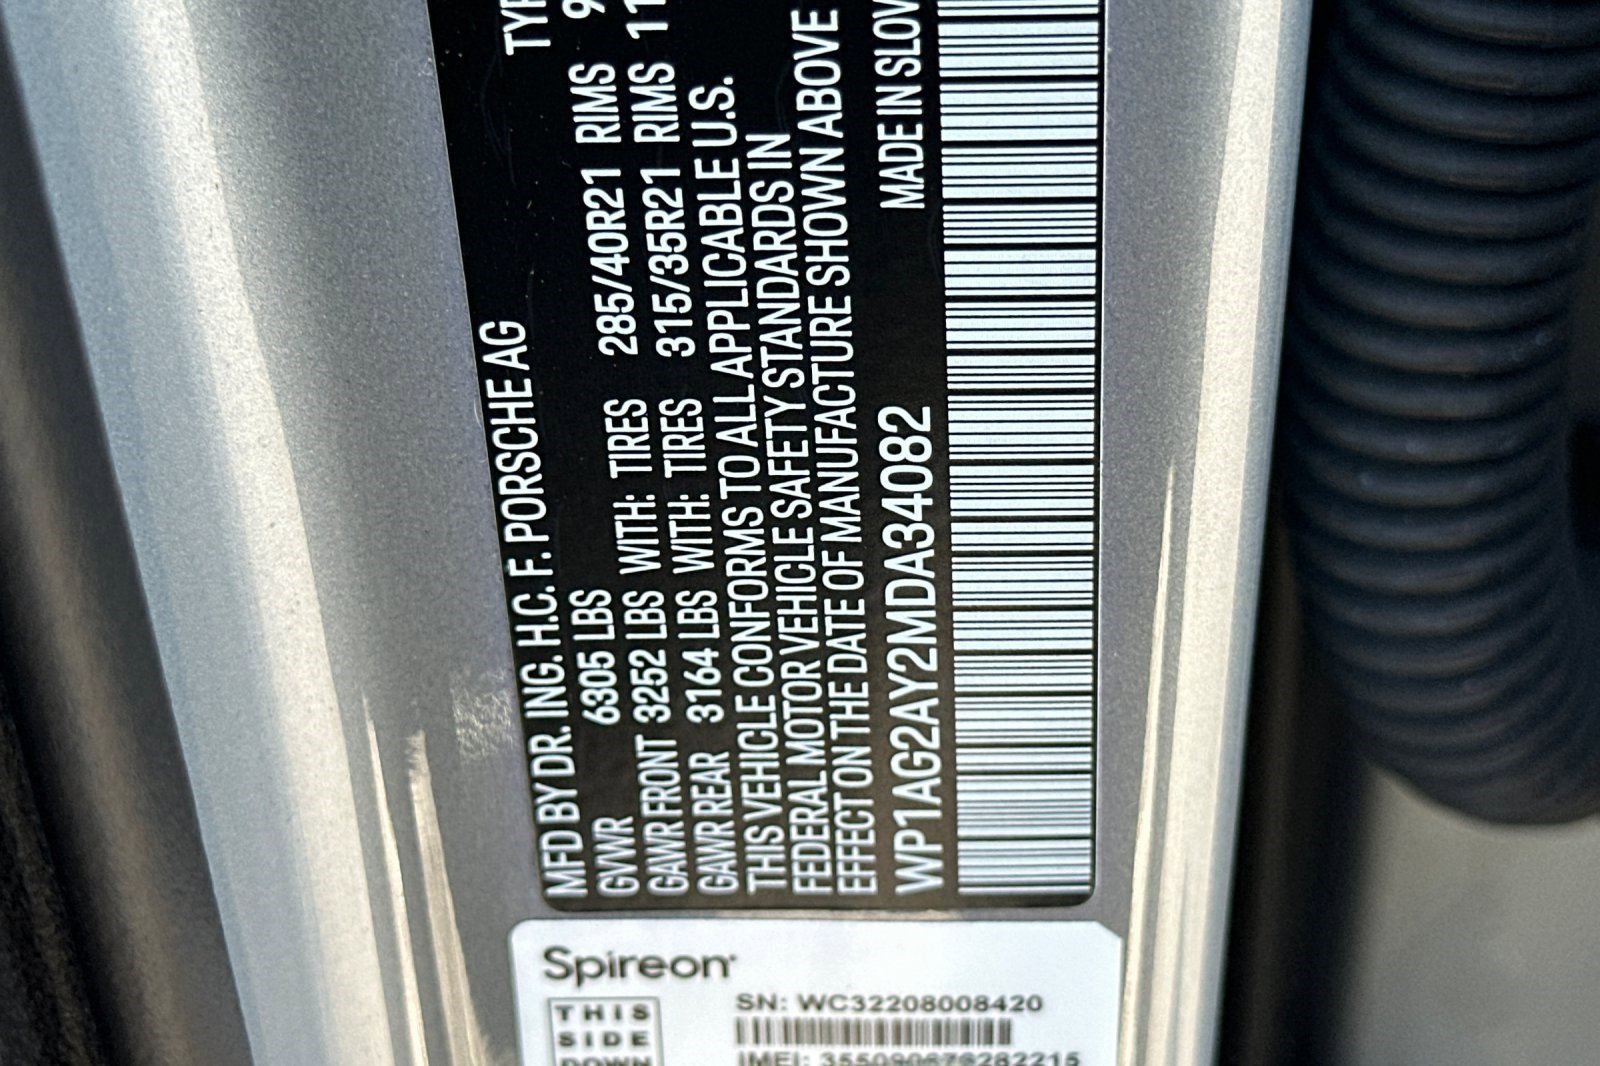 MFD BY DR. ING. H.C. F. PORSCHE AG
GVWR 6305 LBS
GAWR FRONT 3252 LBS WITH: TIRES 285/40R21 RIMS
GAWR REAR 3164 LBS WITH: TIRES 315/35R21 RIMS 11
THIS VEHICLE CONFORMS TO ALL APPLICABLE U.S.
FEDERAL MOTOR VEHICLE SAFETY STANDARDS IN
EFFECT ON THE DATE OF MANUFACTURE SHOWN ABOVE
MADE IN SLOV
WP1AG2AY2MDA34082
Spireon
THIS
SIDE
DOWN
SN: WC32208008420
IMEI: